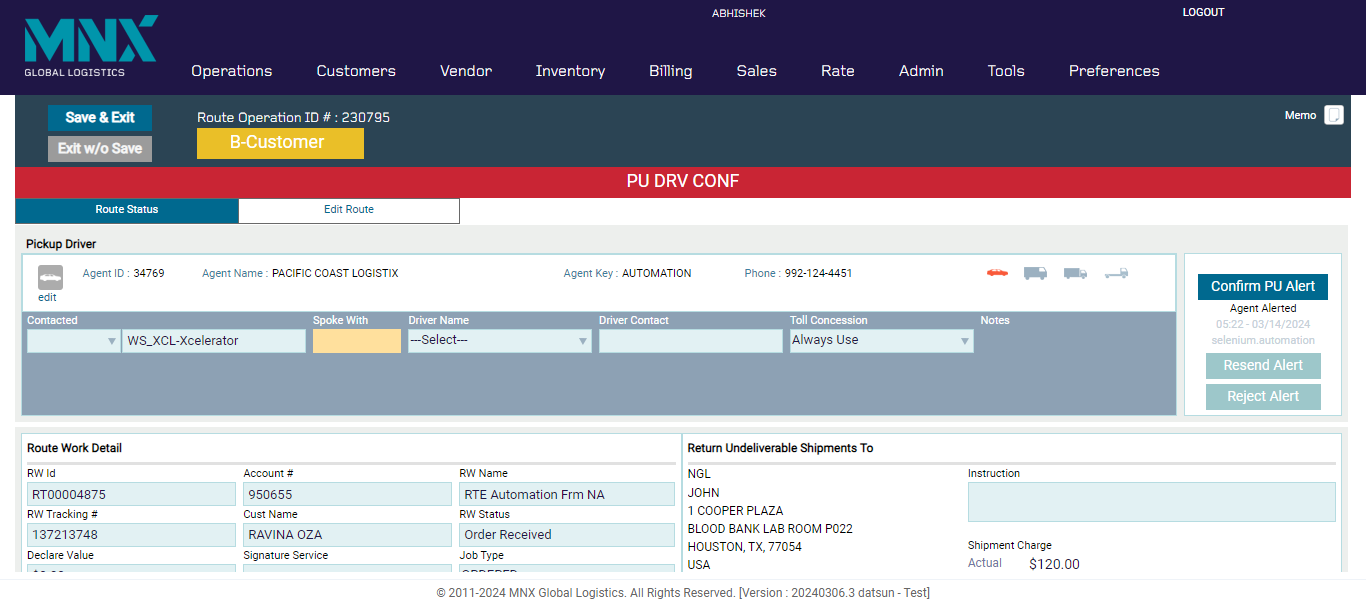 ABHISHEK
LOGOUT
MNX
GLOBAL LOGISTICS
Operations Customers Vendor Inventory Billing Sales Rate Admin Tools Preferences
Save & Exit
Route Operation ID # : 230795
Memo
Exit w/o Save
B-Customer
PU DRV CONF
Route Status
Edit Route
Pickup Driver
Agent ID : 34769 Agent Name : PACIFIC COAST LOGISTIX Agent Key : AUTOMATION Phone : 992-124-4451
edit
Contacted Spoke With Driver Name Driver Contact Toll Concession Notes
WS_XCL-Xcelerator ---Select--- Always Use
Confirm PU Alert
Agent Alerted
05:22 - 03/14/2024
selenium.automation
Resend Alert
Reject Alert
Route Work Detail
RW Id Account # RW Name
RT00004875 950655 RTE Automation Frm NA
RW Tracking # Cust Name RW Status
137213748 RAVINA OZA Order Received
Declare Value Signature Service Job Type
Return Undeliverable Shipments To
NGL
JOHN
1 COOPER PLAZA
BLOOD BANK LAB ROOM P022
HOUSTON, TX, 77054
USA
Instruction
Shipment Charge
Actual $120.00
© 2011-2024 MNX Global Logistics. All Rights Reserved. [Version : 20240306.3 datsun - Test]